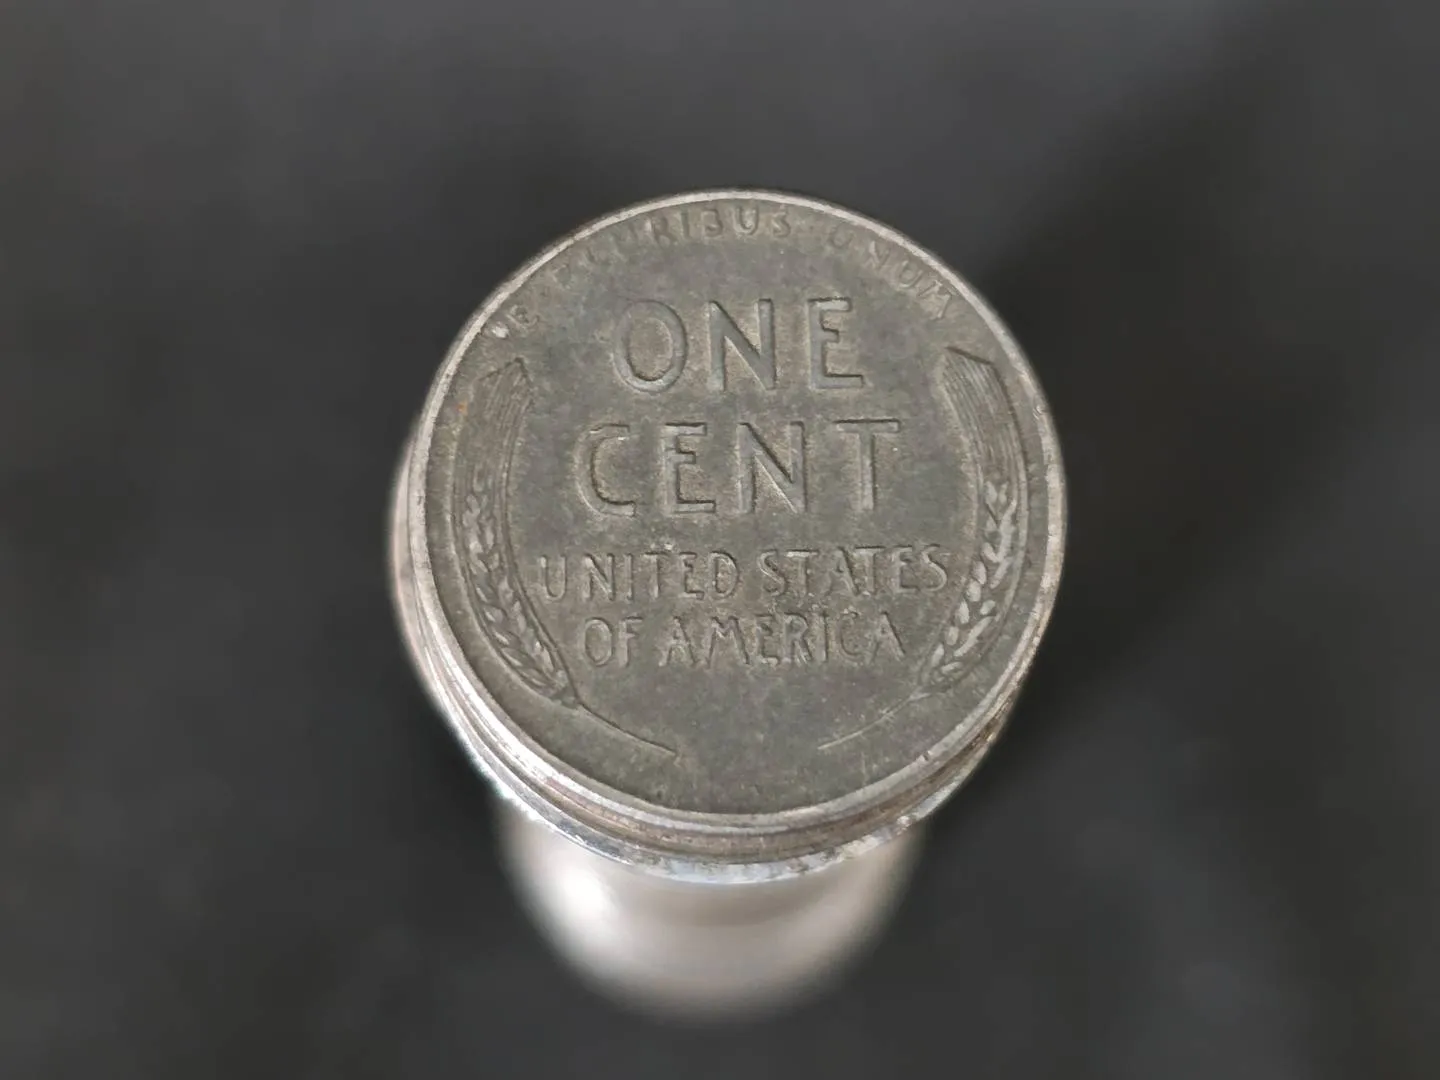 E PLURIBUS UNUM
ONE
CENT
UNITED STATES
OF AMERICA